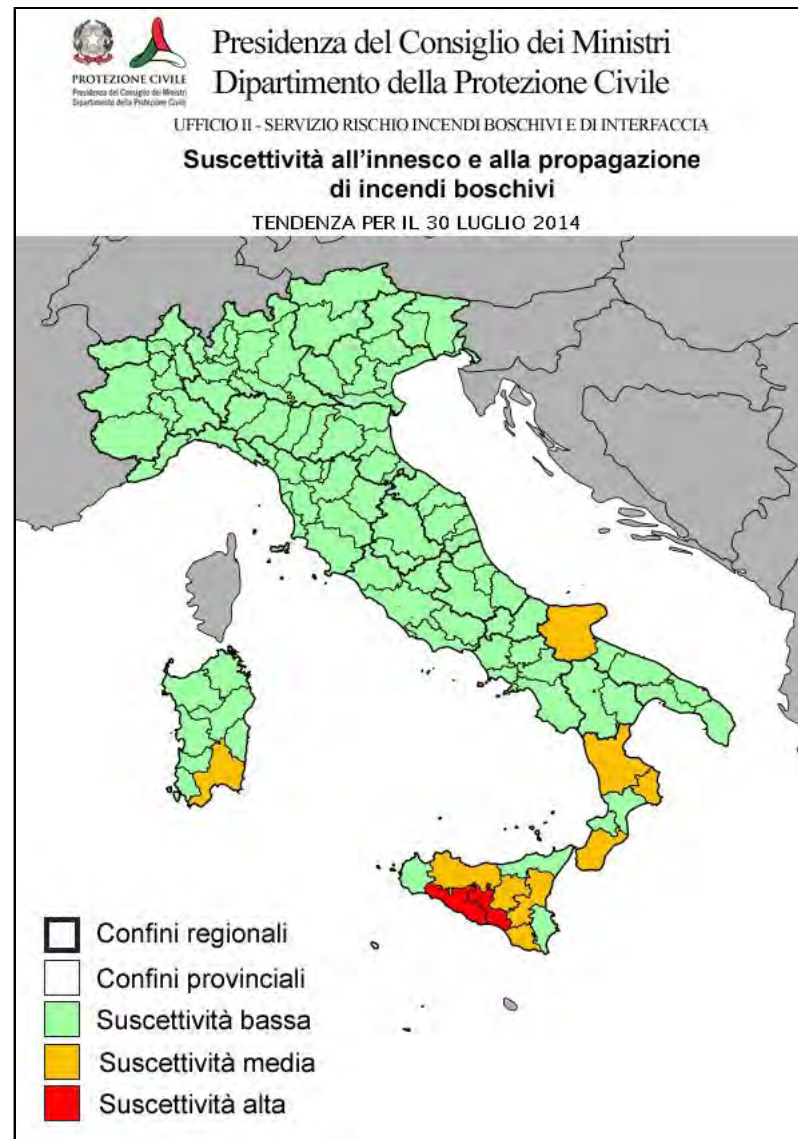 Presidenza del Consiglio dei Ministri
Dipartimento della Protezione Civile
PROTEZIONE CIVILE
Presidenza del Consiglio dei Ministri
Dipartimento della Protezione Civile
UFFICIO II - SERVIZIO RISCHIO INCENDI BOSCHIVI E DI INTERFACCIA
Suscettività all'innesco e alla propagazione
di incendi boschivi
TENDENZA PER IL 30 LUGLIO 2014
Confini regionali
Confini provinciali
Suscettività bassa
Suscettività media
Suscettività alta